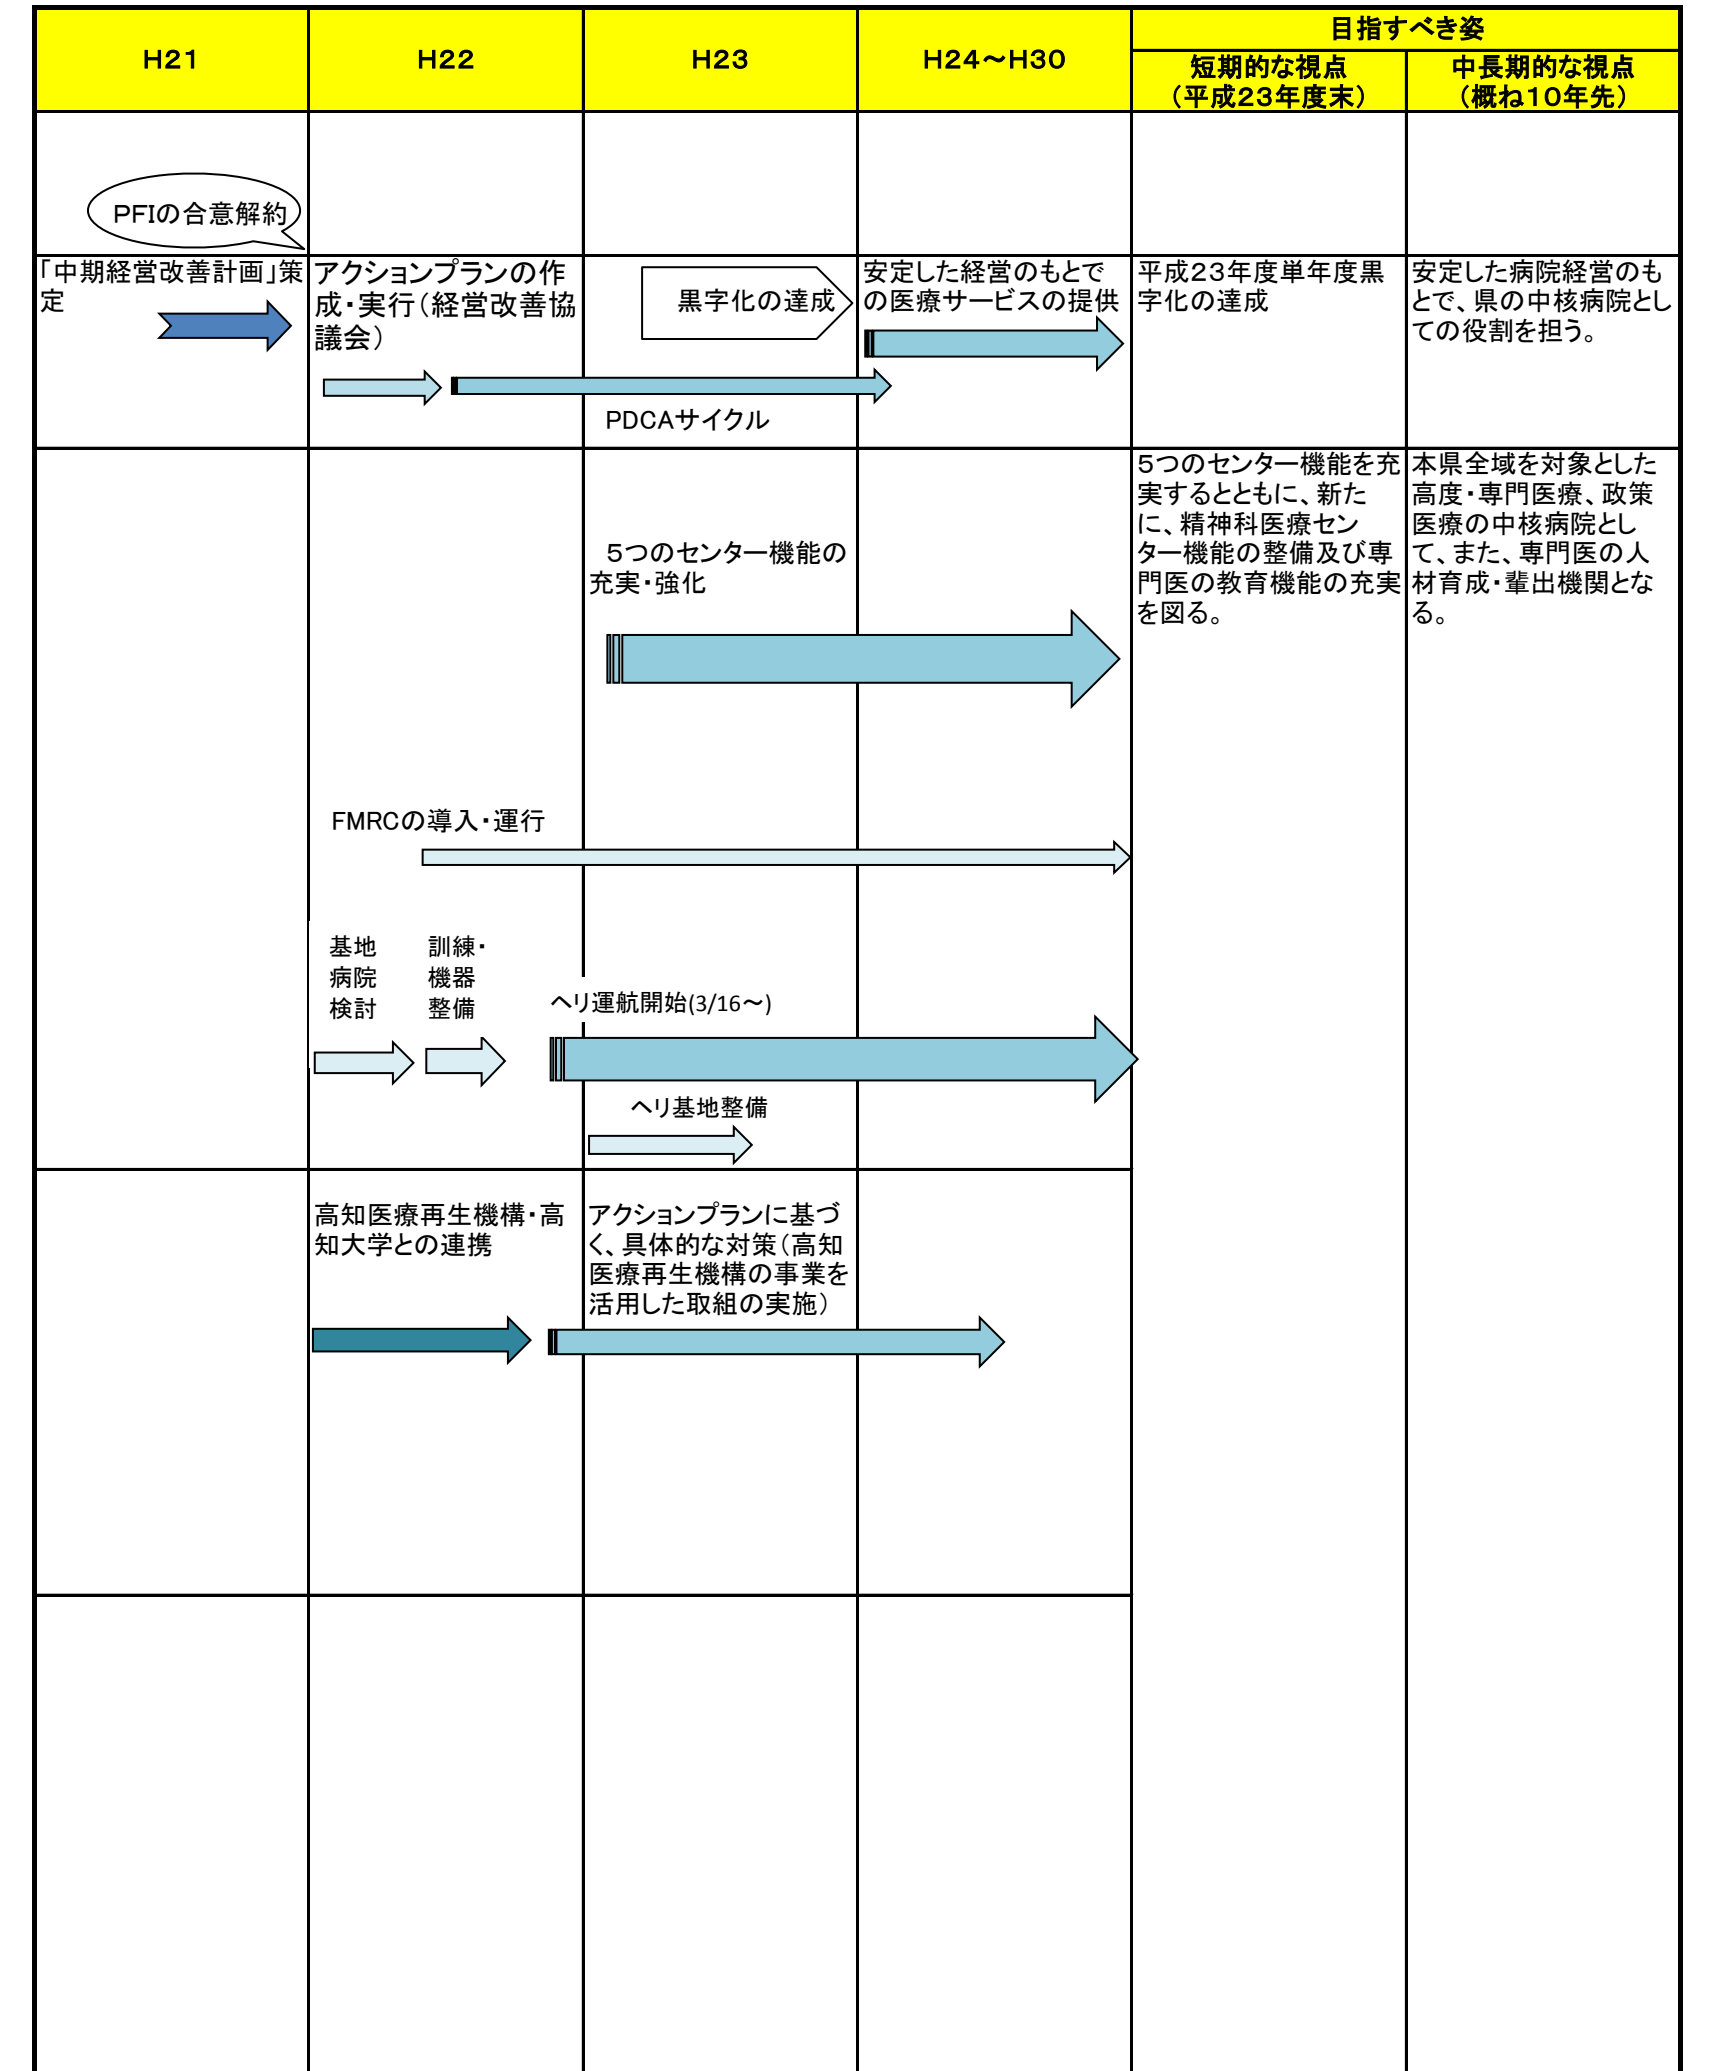 H21
H22
H23
H24～H30
目指すべき姿
短期的な視点
（平成23年度末）
中長期的な視点
（概ね10年先）
PFIの合意解約
「中期経営改善計画」策
定
アクションプランの作
成・実行（経営改善協
議会）
黒字化の達成
安定した経営のもとで
の医療サービスの提供
平成２３年度単年度黒
字化の達成
安定した病院経営のも
とで、県の中核病院とし
ての役割を担う。
PDCAサイクル
５つのセンター機能の
充実・強化
５つのセンター機能を充
実するとともに、新た
に、精神科医療セン
ター機能の整備及び専
門医の教育機能の充実
を図る。
本県全域を対象とした
高度・専門医療、政策
医療の中核病院とし
て、また、専門医の人
材育成・輩出機関とな
る。
FMRCの導入・運行
基地
病院
検討
訓練・
機器
整備
ヘリ運航開始(3/16～)
ヘリ基地整備
高知医療再生機構・高
知大学との連携
アクションプランに基づ
く、具体的な対策（高知
医療再生機構の事業を
活用した取組の実施）